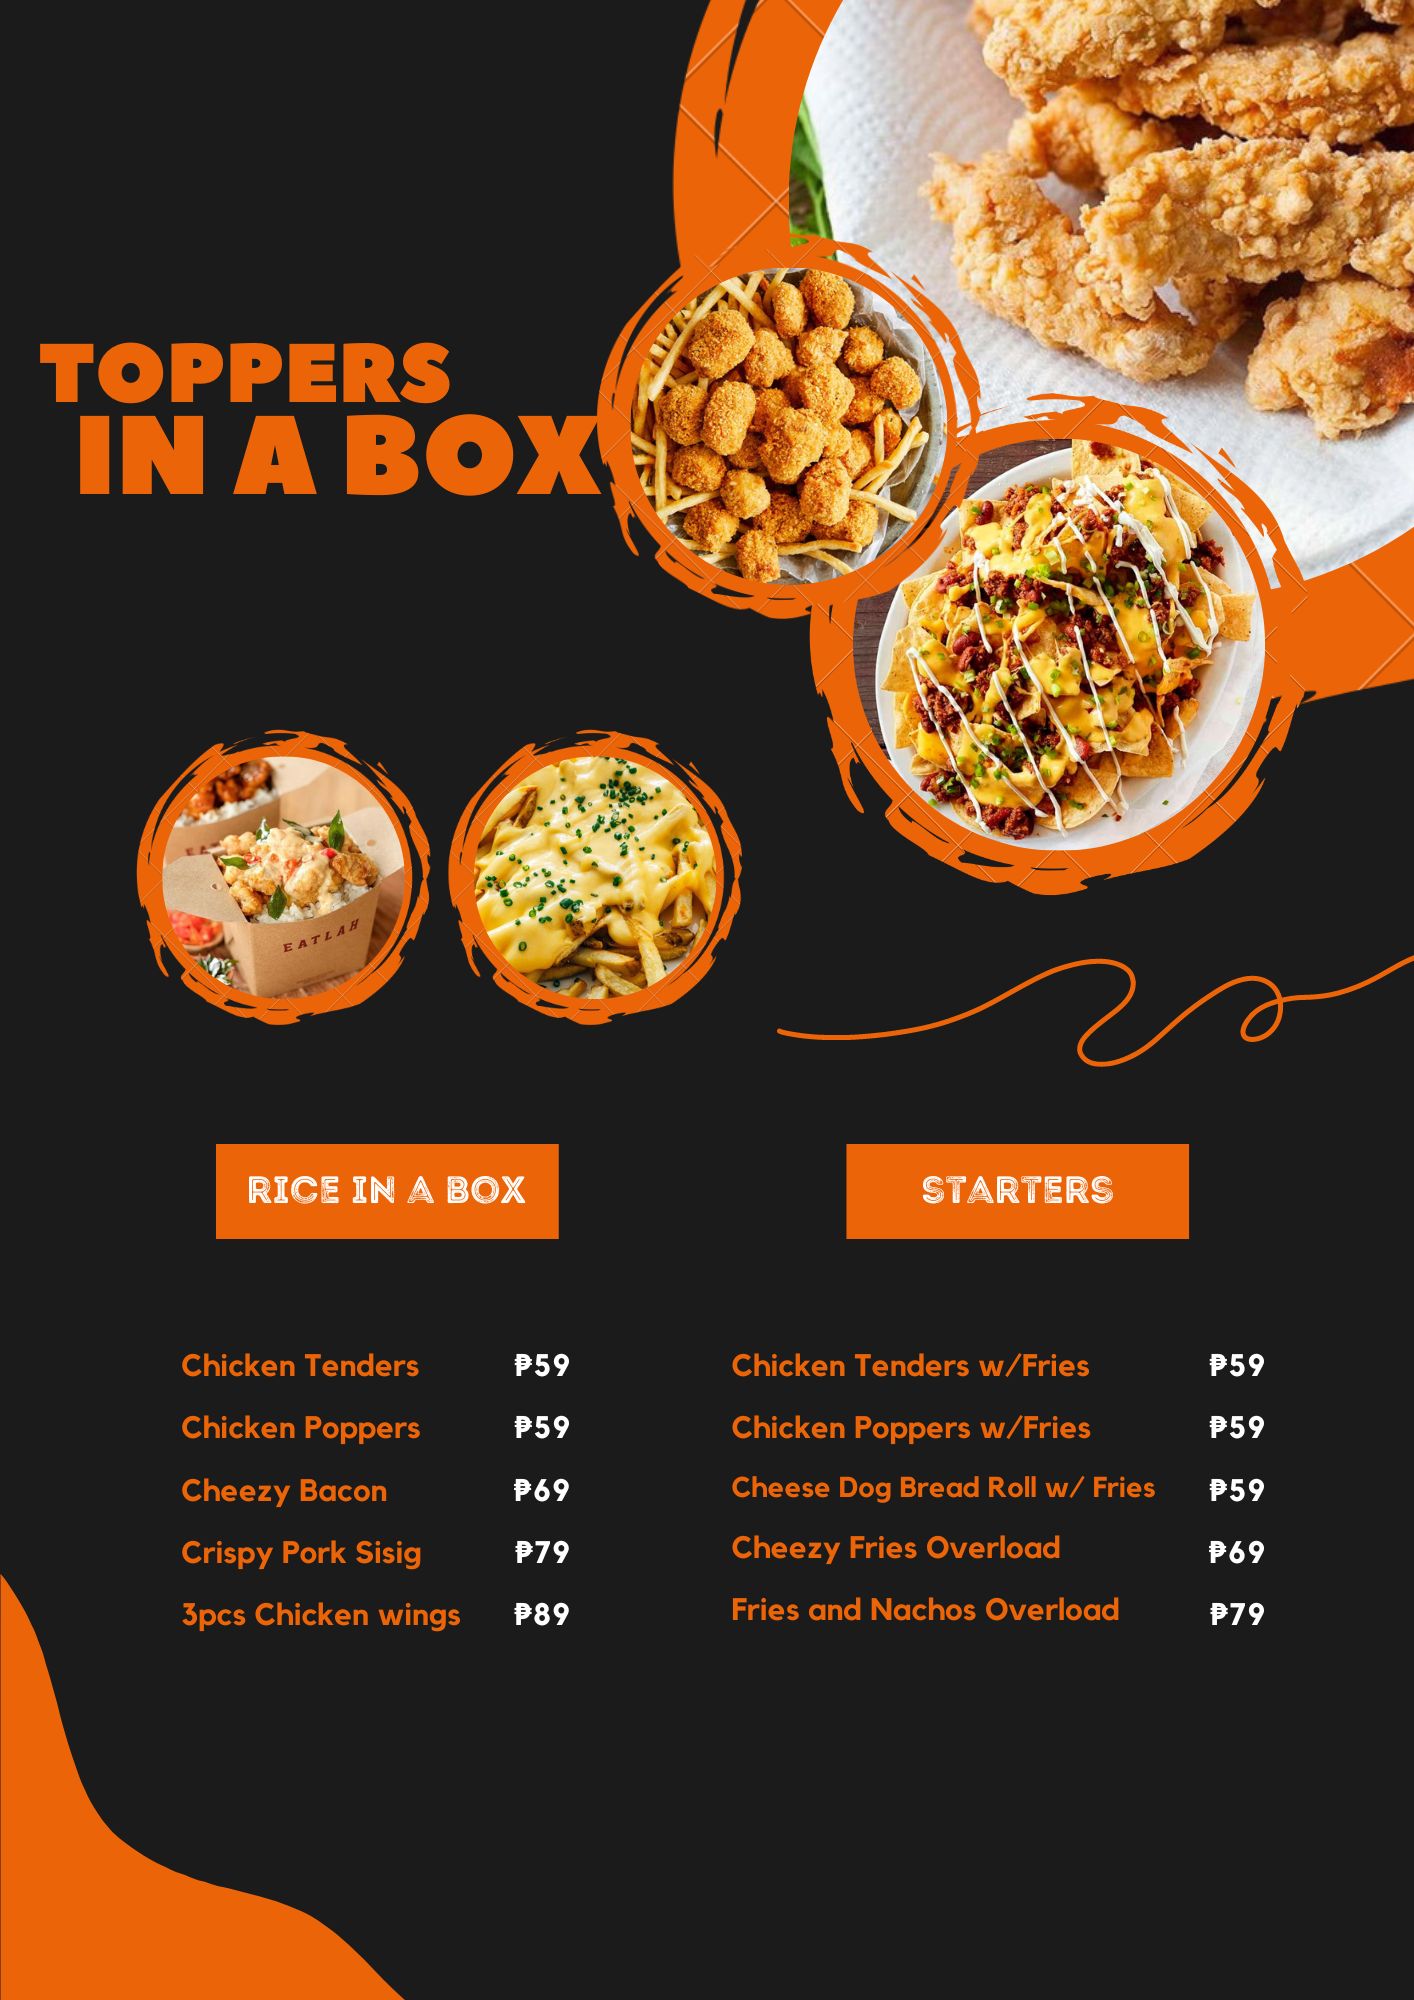 TOPPERS
IN A BOX
EATLAH
RICE IN A BOX
Chicken Tenders ₱59
Chicken Poppers ₱59
Cheezy Bacon ₱69
Crispy Pork Sisig ₱79
3pcs Chicken wings ₱89
STARTERS
Chicken Tenders w/Fries ₱59
Chicken Poppers w/Fries ₱59
Cheese Dog Bread Roll w/ Fries ₱59
Cheezy Fries Overload ₱69
Fries and Nachos Overload ₱79